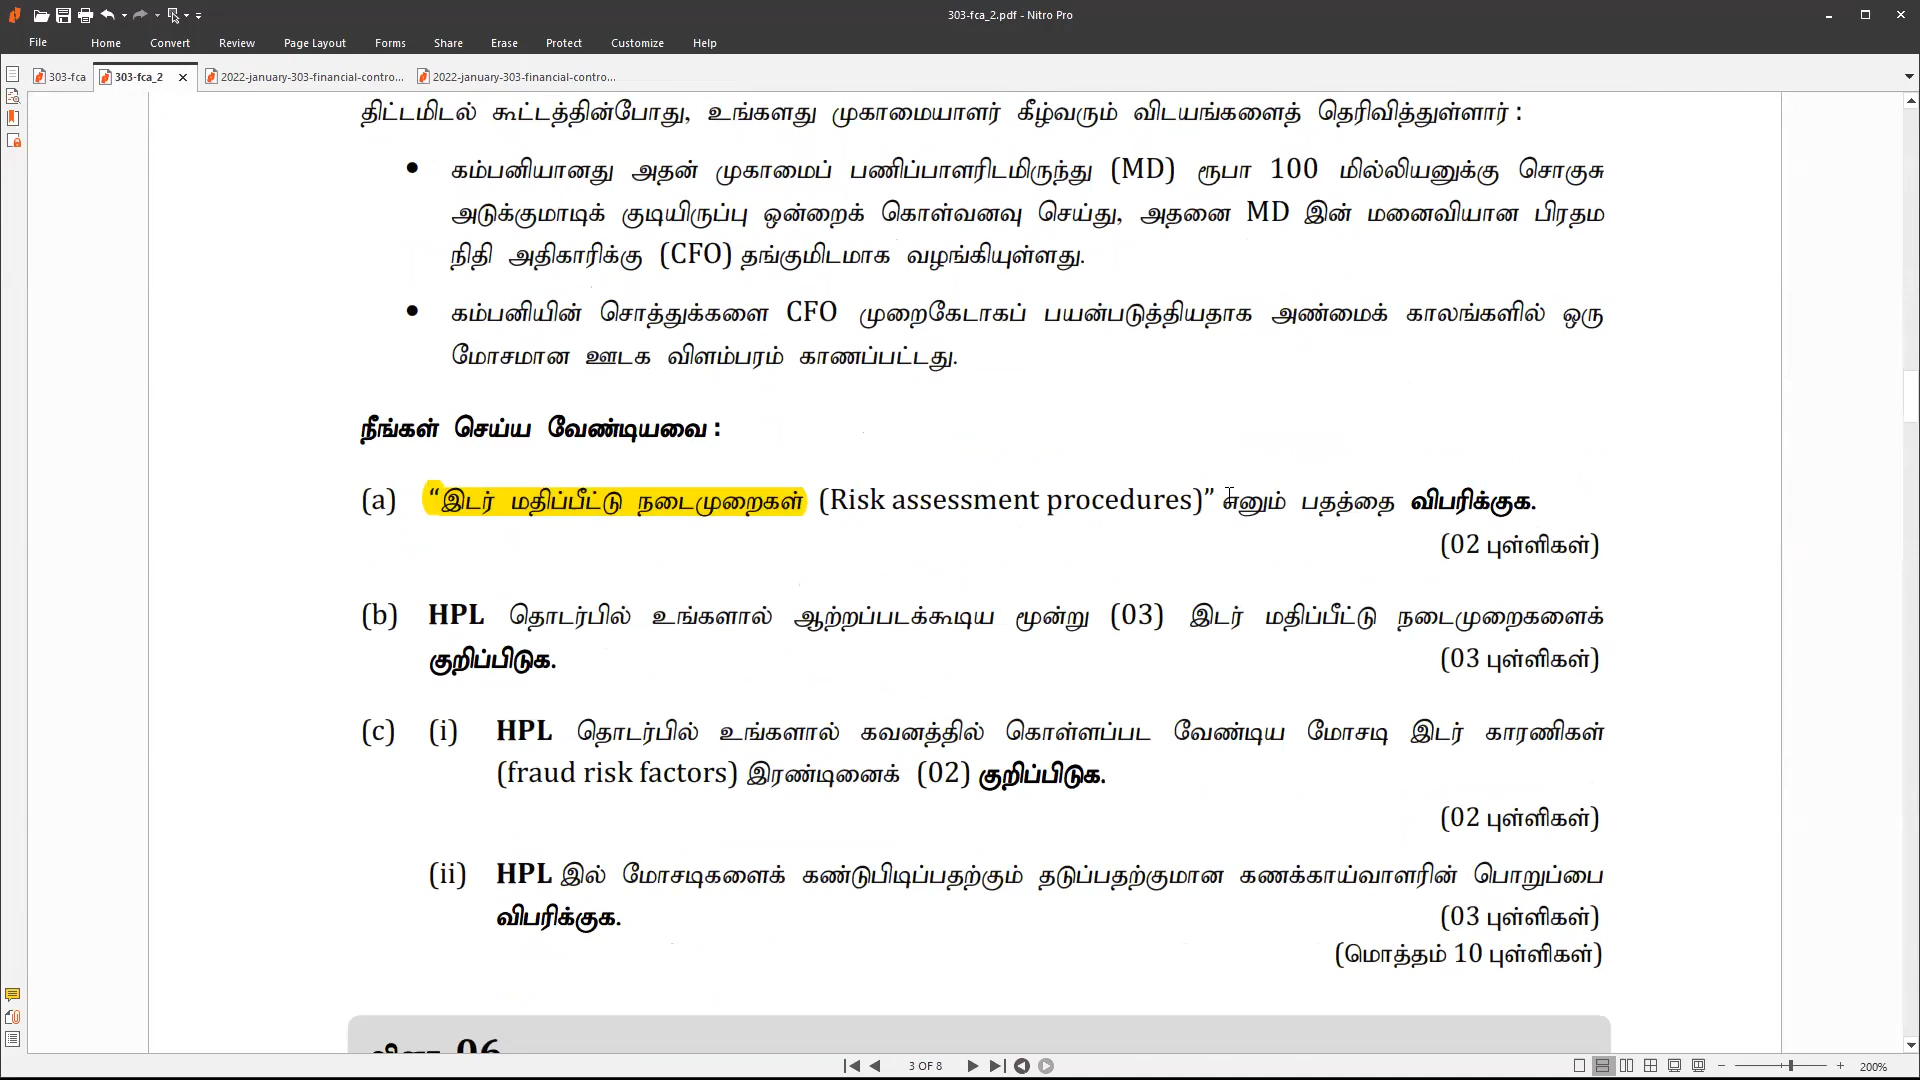 303-fca_2.pdf - Nitro Pro
File Home Convert Review Page Layout Forms Share Erase Protect Customize Help
303-fca 303-fca_2 2022-january-303-financial-contro... 2022-january-303-financial-contro...
திட்டமிடல் கூட்டத்தின்போது, உங்களது முகாமையாளர் கீழ்வரும் விடயங்களைத் தெரிவித்துள்ளார் :
• கம்பனியானது அதன் முகாமைப் பணிப்பாளரிடமிருந்து (MD) ரூபா 100 மில்லியனுக்கு சொகுசு
அடுக்குமாடிக் குடியிருப்பு ஒன்றைக் கொள்வனவு செய்து, அதனை MD இன் மனைவியான பிரதம
நிதி அதிகாரிக்கு (CFO) தங்குமிடமாக வழங்கியுள்ளது.
• கம்பனியின் சொத்துக்களை CFO முறைகேடாகப் பயன்படுத்தியதாக அண்மைக் காலங்களில் ஒரு
மோசமான ஊடக விளம்பரம் காணப்பட்டது.
நீங்கள் செய்ய வேண்டியவை :
(a) “இடர் மதிப்பீட்டு நடைமுறைகள் (Risk assessment procedures)” எனும் பதத்தை விபரிக்குக.
(02 புள்ளிகள்)
(b) HPL தொடர்பில் உங்களால் ஆற்றப்படக்கூடிய மூன்று (03) இடர் மதிப்பீட்டு நடைமுறைகளைக்
குறிப்பிடுக. (03 புள்ளிகள்)
(c) (i) HPL தொடர்பில் உங்களால் கவனத்தில் கொள்ளப்பட வேண்டிய மோசடி இடர் காரணிகள்
(fraud risk factors) இரண்டினைக் (02) குறிப்பிடுக.
(02 புள்ளிகள்)
(ii) HPL இல் மோசடிகளைக் கண்டுபிடிப்பதற்கும் தடுப்பதற்குமான கணக்காய்வாளரின் பொறுப்பை
விபரிக்குக. (03 புள்ளிகள்)
(மொத்தம் 10 புள்ளிகள்)
வினா 06
3 OF 8 200%